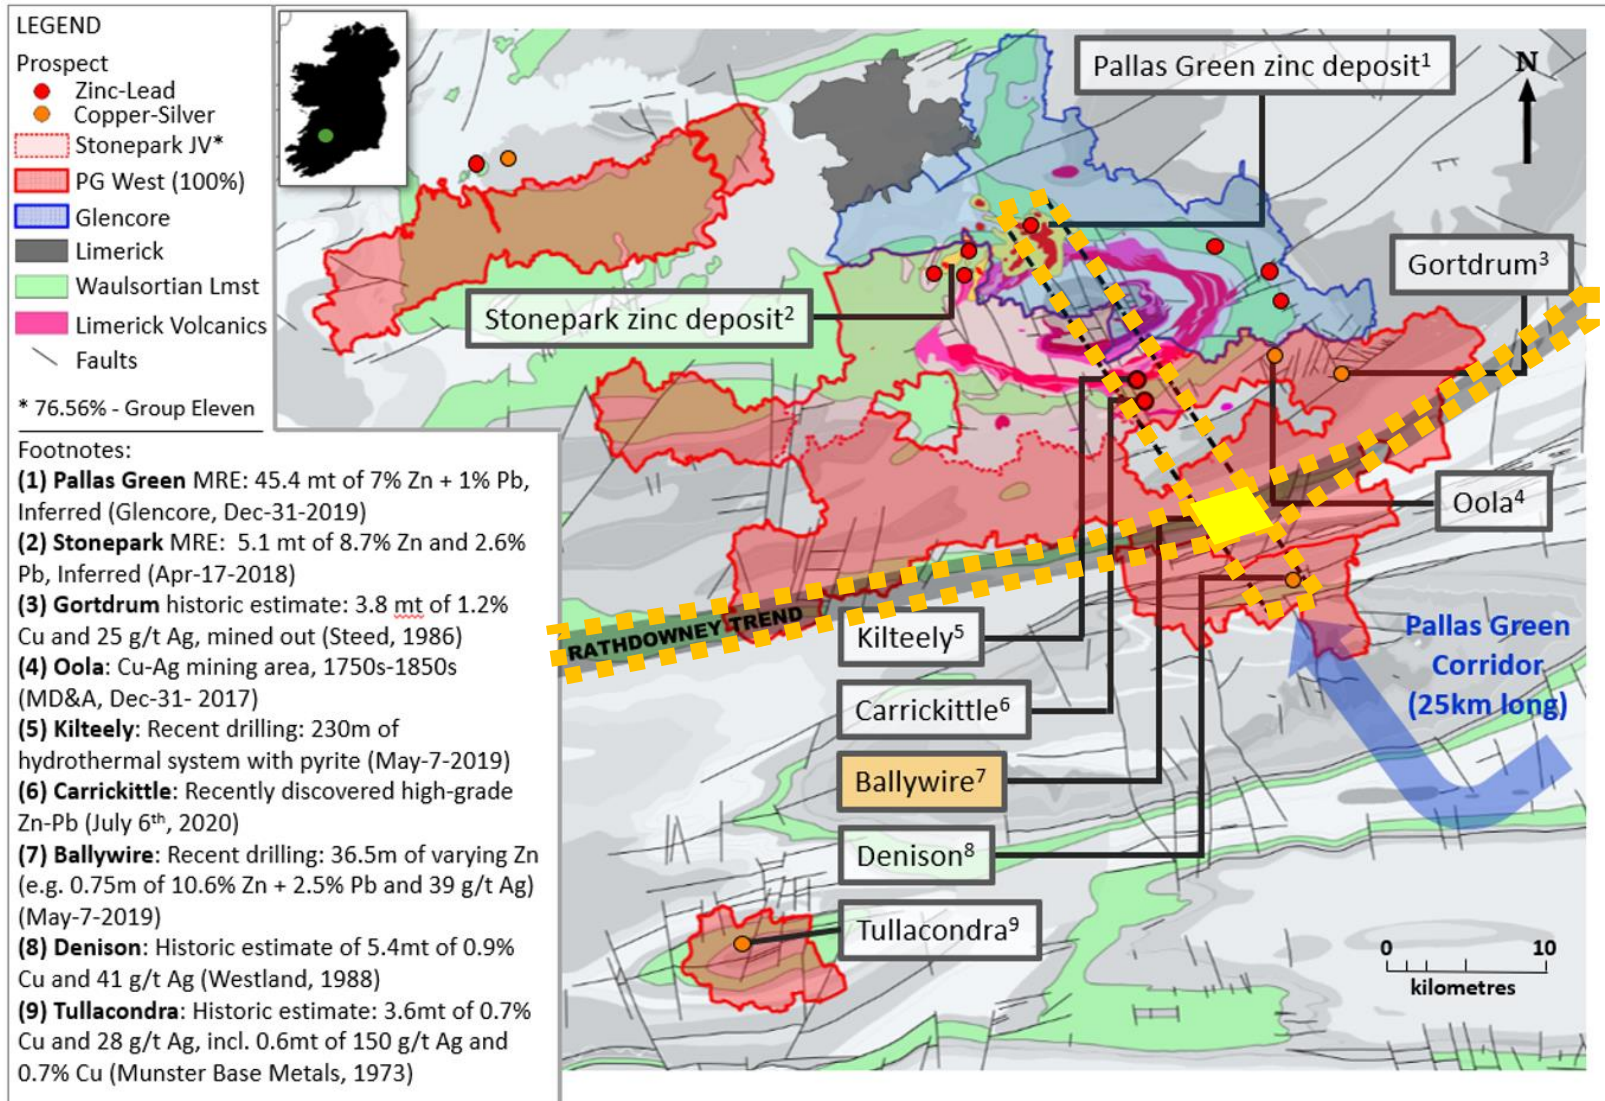 LEGEND
Prospect
Zinc-Lead
Copper-Silver
Stonepark JV*
PG West (100%)
Glencore
Limerick
Waulsortian Lmst
Limerick Volcanics
Faults
* 76.56% - Group Eleven
Footnotes:
(1) Pallas Green MRE: 45.4 mt of 7% Zn + 1% Pb,
Inferred (Glencore, Dec-31-2019)
(2) Stonepark MRE: 5.1 mt of 8.7% Zn and 2.6%
Pb, Inferred (Apr-17-2018)
(3) Gortdrum historic estimate: 3.8 mt of 1.2%
Cu and 25 g/t Ag, mined out (Steed, 1986)
(4) Oola: Cu-Ag mining area, 1750s-1850s
(MD&A, Dec-31- 2017)
(5) Kilteely: Recent drilling: 230m of
hydrothermal system with pyrite (May-7-2019)
(6) Carrickittle: Recently discovered high-grade
Zn-Pb (July 6th, 2020)
(7) Ballywire: Recent drilling: 36.5m of varying Zn
(e.g. 0.75m of 10.6% Zn + 2.5% Pb and 39 g/t Ag)
(May-7-2019)
(8) Denison: Historic estimate of 5.4mt of 0.9%
Cu and 41 g/t Ag (Westland, 1988)
(9) Tullacondra: Historic estimate: 3.6mt of 0.7%
Cu and 28 g/t Ag, incl. 0.6mt of 150 g/t Ag and
0.7% Cu (Munster Base Metals, 1973)
Pallas Green zinc deposit1
N
Gortdrum3
Stonepark zinc deposit2
Oola4
RATHDOWNEY TREND
Kilteely5
Pallas Green
Corridor
(25km long)
Carrickittle6
Ballywire7
Denison8
Tullacondra9
0 10
kilometres